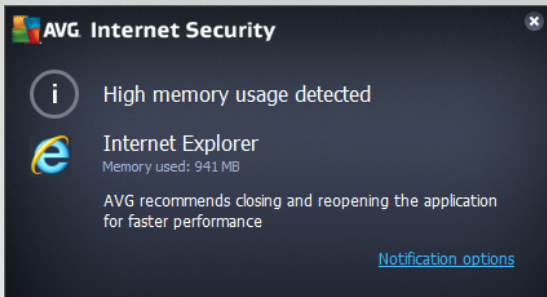 AVG Internet Security
High memory usage detected
Internet Explorer
Memory used: 941 MB
AVG recommends closing and reopening the application
for faster performance
Notification options